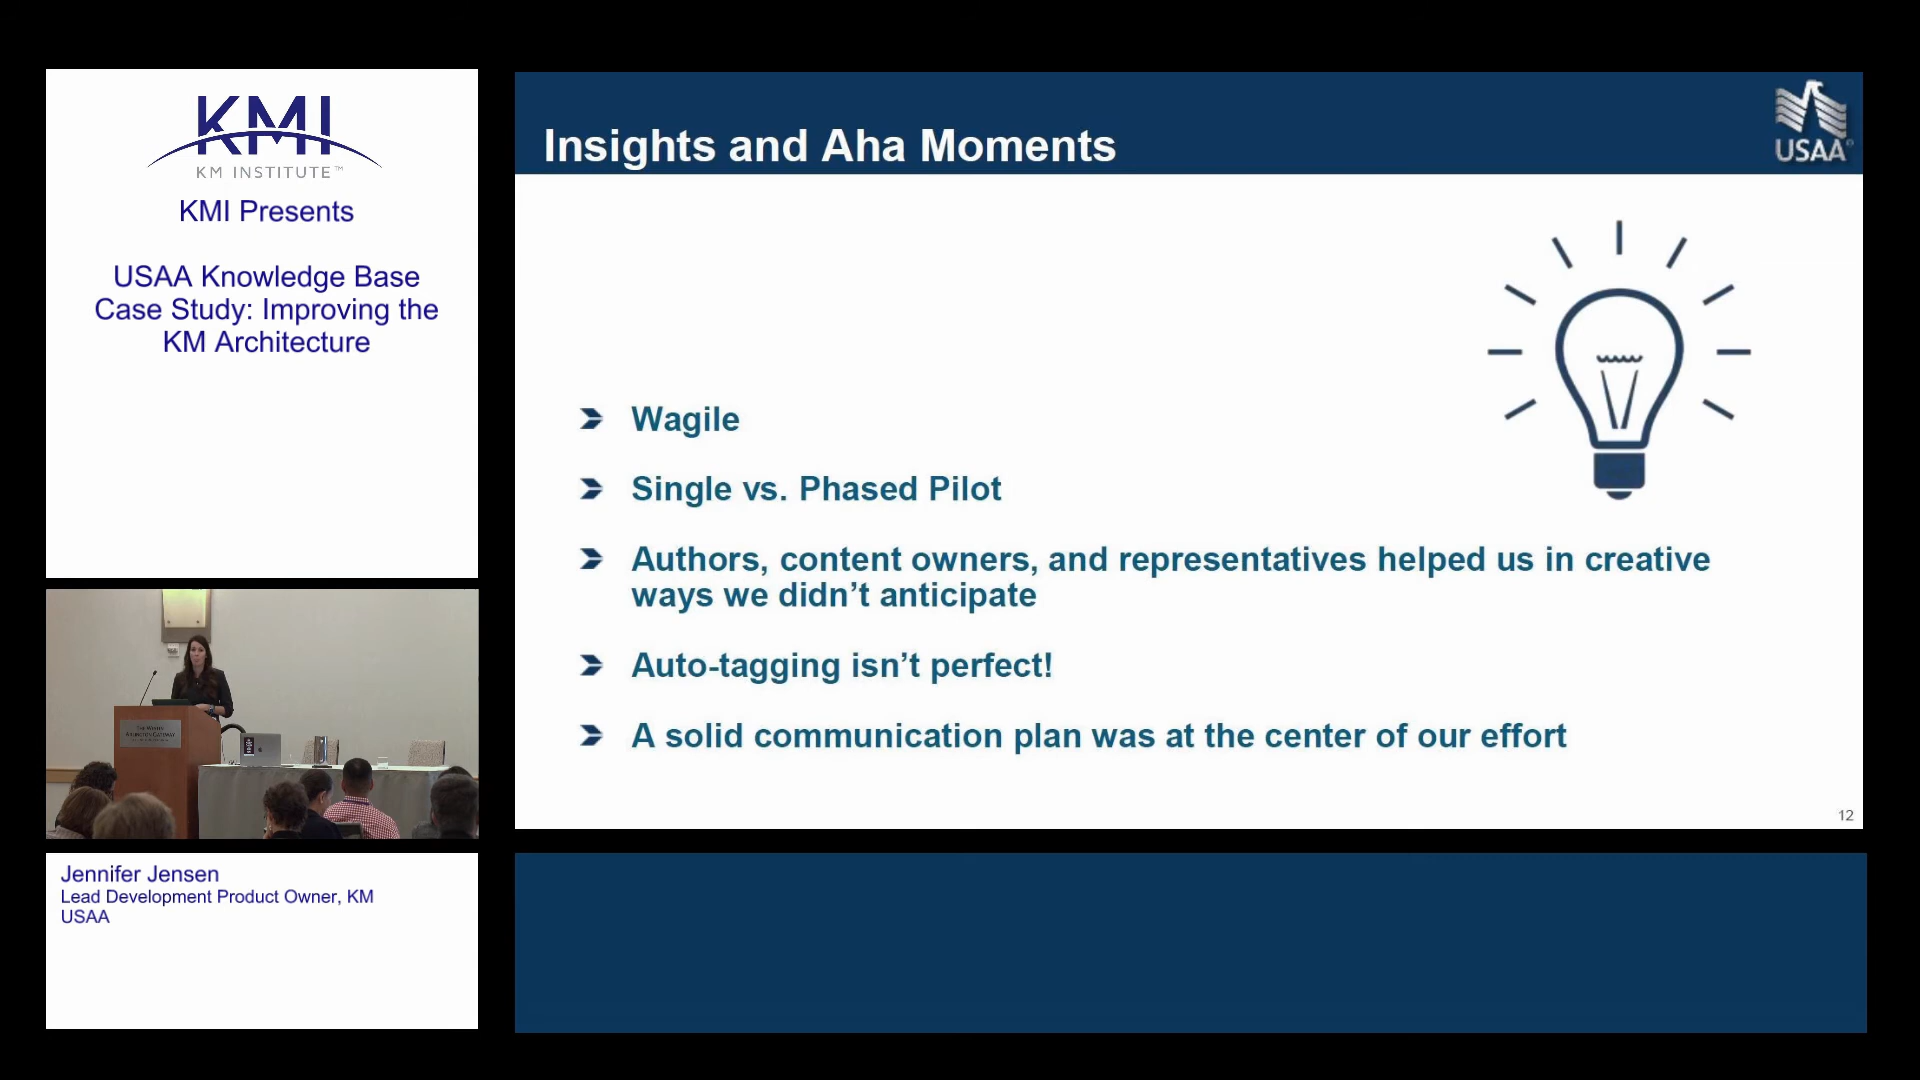 KMI
KM INSTITUTE™
KMI Presents
USAA Knowledge Base
Case Study: Improving the
KM Architecture
Jennifer Jensen
Lead Development Product Owner, KM
USAA
Insights and Aha Moments
USAA®
Wagile
Single vs. Phased Pilot
Authors, content owners, and representatives helped us in creative
ways we didn’t anticipate
Auto-tagging isn’t perfect!
A solid communication plan was at the center of our effort
12